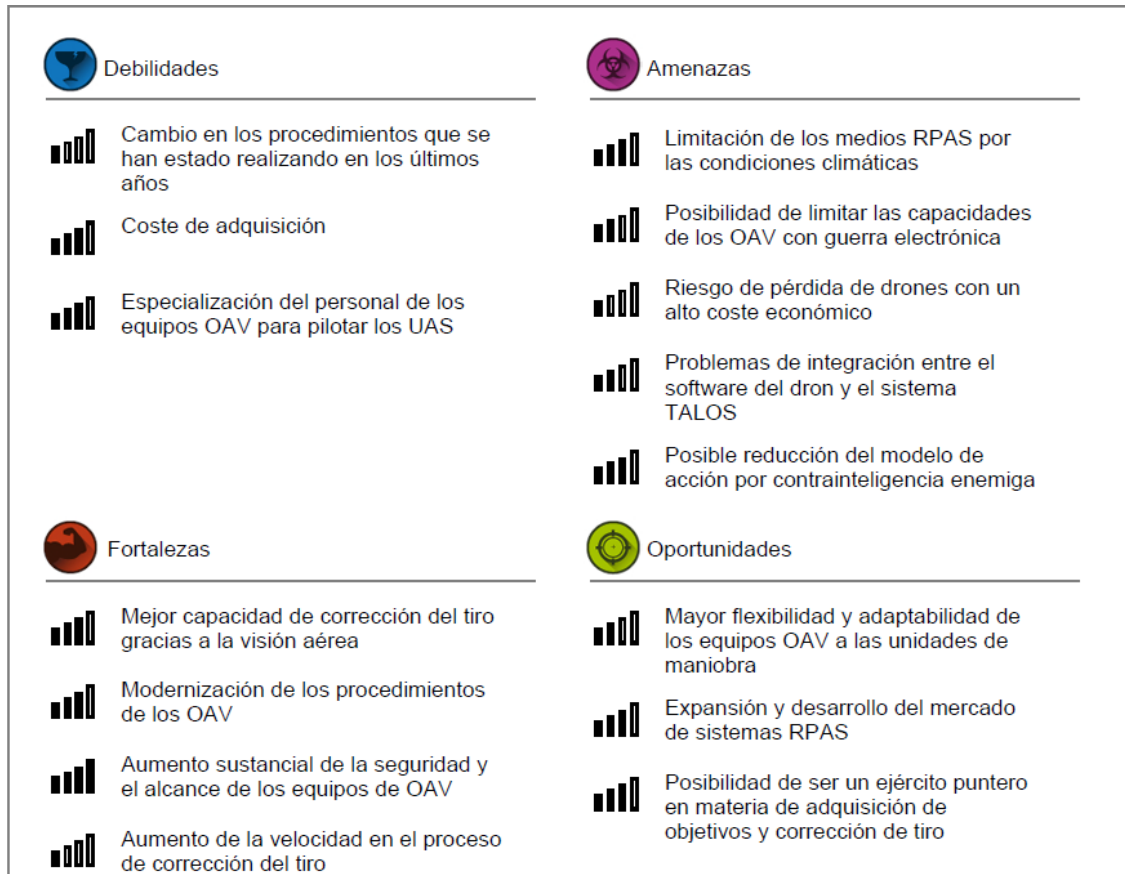 Debilidades
Cambio en los procedimientos que se
han estado realizando en los últimos
años
Coste de adquisición
Especialización del personal de los
equipos OAV para pilotar los UAS
Amenazas
Limitación de los medios RPAS por
las condiciones climáticas
Posibilidad de limitar las capacidades
de los OAV con guerra electrónica
Riesgo de pérdida de drones con un
alto coste económico
Problemas de integración entre el
software del dron y el sistema
TALOS
Posible reducción del modelo de
acción por contrainteligencia enemiga
Fortalezas
Mejor capacidad de corrección del tiro
gracias a la visión aérea
Modernización de los procedimientos
de los OAV
Aumento sustancial de la seguridad y
el alcance de los equipos de OAV
Aumento de la velocidad en el proceso
de corrección del tiro
Oportunidades
Mayor flexibilidad y adaptabilidad de
los equipos OAV a las unidades de
maniobra
Expansión y desarrollo del mercado
de sistemas RPAS
Posibilidad de ser un ejército puntero
en materia de adquisición de
objetivos y corrección de tiro